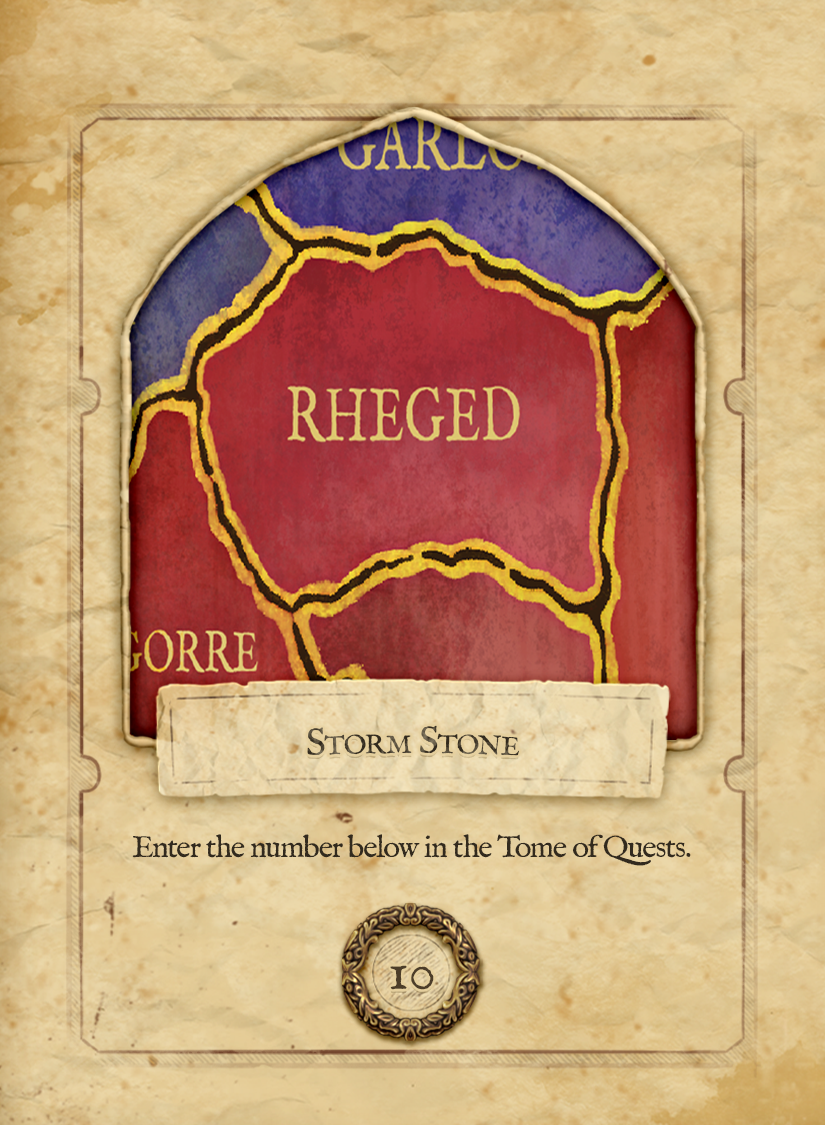 GARLO
RHEGED
GORRE
STORM STONE
Enter the number below in the Tome of Quests.
10